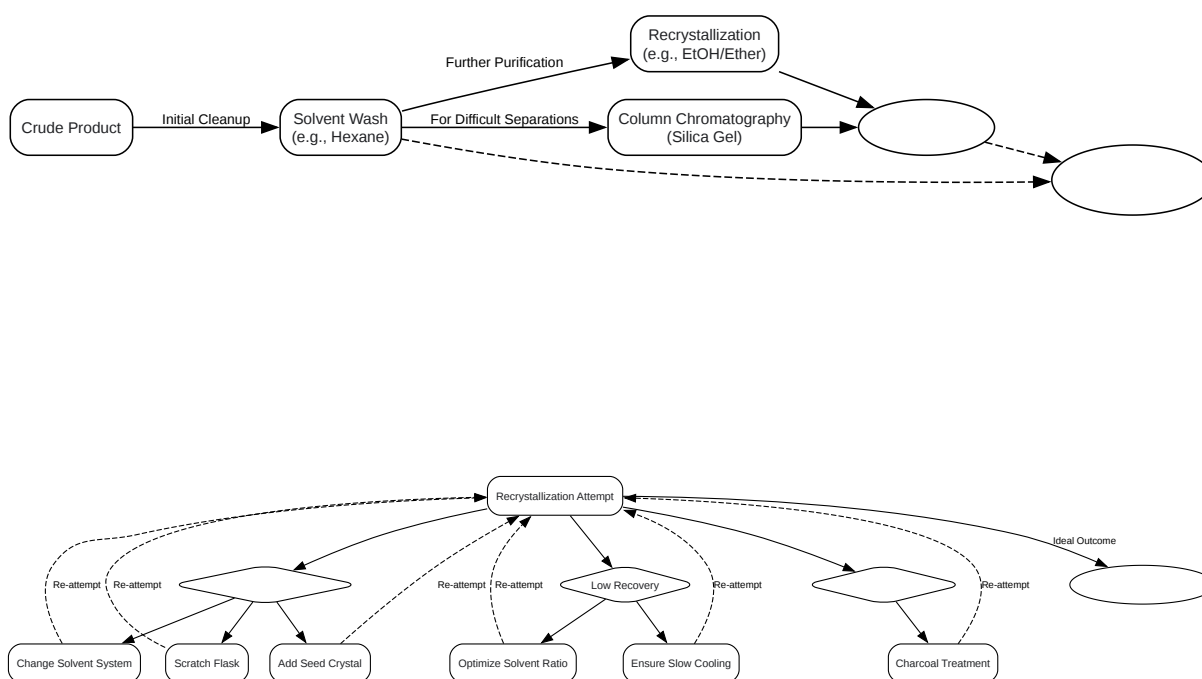 Recrystallization
(e.g., EtOH/Ether)
Further Purification
Crude Product
Initial Cleanup
Solvent Wash
(e.g., Hexane)
For Difficult Separations
Column Chromatography
(Silica Gel)
Recrystallization Attempt
Ideal Outcome
Re-attempt
Re-attempt
Re-attempt
Re-attempt
Low Recovery
Re-attempt
Re-attempt
Change Solvent System
Scratch Flask
Add Seed Crystal
Optimize Solvent Ratio
Ensure Slow Cooling
Charcoal Treatment